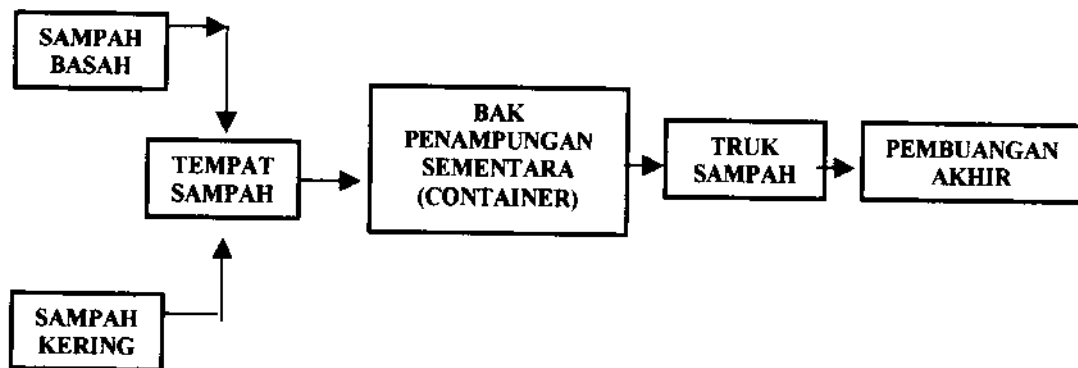 SAMPAH
BASAH
TEMPAT
SAMPAH
BAK
PENAMPUNGAN
SEMENTARA
(CONTAINER)
TRUK
SAMPAH
PEMBUANGAN
AKHIR
SAMPAH
KERING